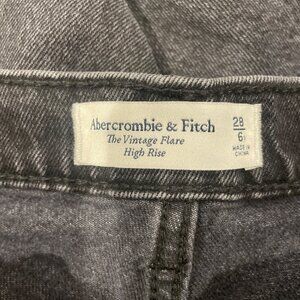 Abercrombie & Fitch
The Vintage Flare
High Rise
28
6
MADE IN
CHINA